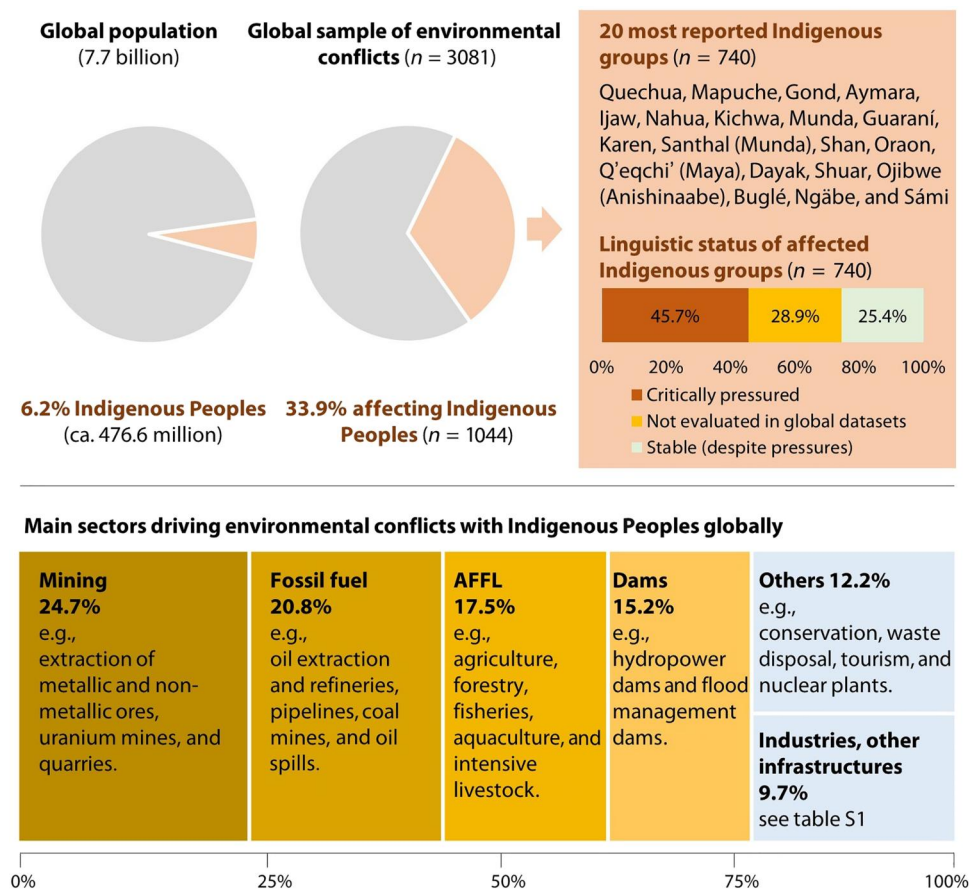 Global population
(7.7 billion)
Global sample of environmental
conflicts (n = 3081)
6.2% Indigenous Peoples
(ca. 476.6 million)
33.9% affecting Indigenous
Peoples (n = 1044)
20 most reported Indigenous
groups (n = 740)
Quechua, Mapuche, Gond, Aymara,
Ijaw, Nahua, Kichwa, Munda, Guaraní,
Karen, Santhal (Munda), Shan, Oraon,
Q'eqchi' (Maya), Dayak, Shuar, Ojibwe
(Anishinaabe), Buglé, Ngäbe, and Sámi
Linguistic status of affected
Indigenous groups (n = 740)
45.7% 28.9% 25.4%
0% 20% 40% 60% 80% 100%
Critically pressured
Not evaluated in global datasets
Stable (despite pressures)
Main sectors driving environmental conflicts with Indigenous Peoples globally
Mining
24.7%
e.g.,
extraction of
metallic and non-
metallic ores,
uranium mines, and
quarries.
Fossil fuel
20.8%
e.g.,
oil extraction
and refineries,
pipelines, coal
mines, and oil
spills.
AFFL
17.5%
e.g.,
agriculture,
forestry,
fisheries,
aquaculture, and
intensive
livestock.
Dams
15.2%
e.g.,
hydropower
dams and flood
management
dams.
Others 12.2%
e.g.,
conservation, waste
disposal, tourism, and
nuclear plants.
Industries, other
infrastructures
9.7%
see table S1
0% 25% 50% 75% 100%